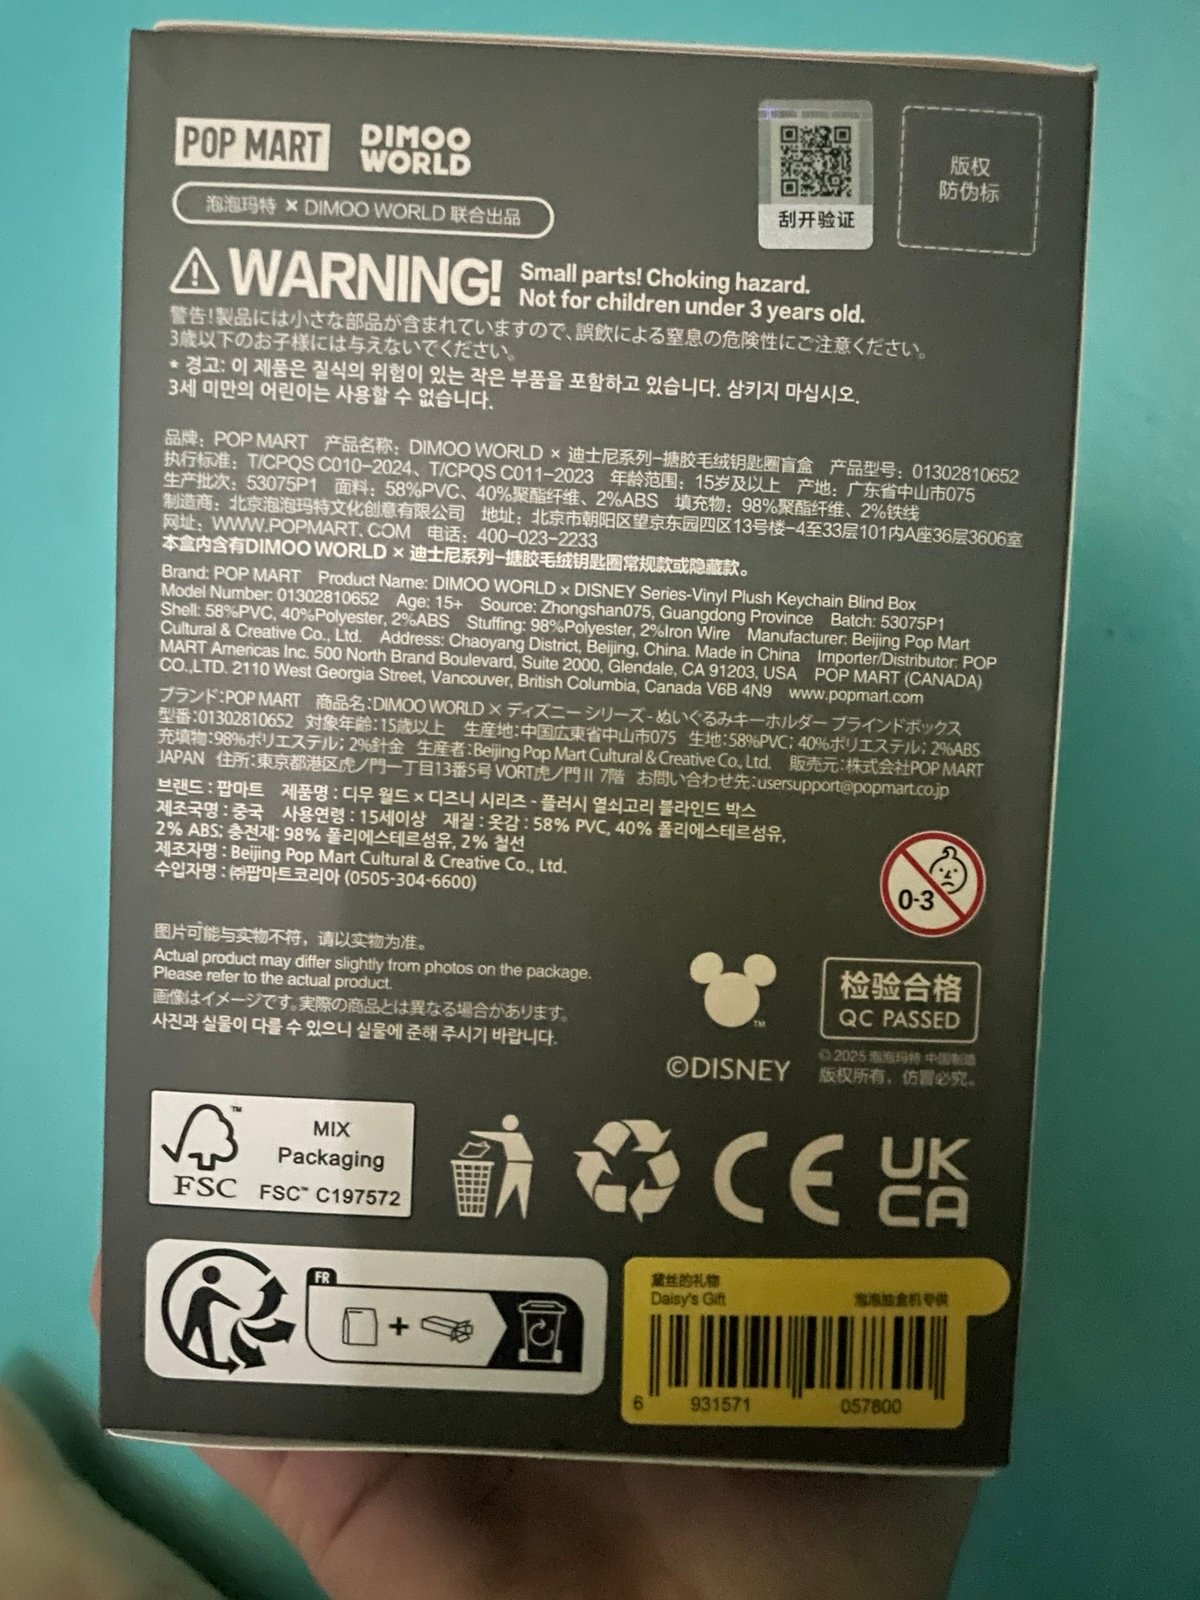 POP MART
DIMOO
WORLD
泡泡玛特 × DIMOO WORLD 联合出品
刮开验证
版权
防伪标
WARNING!
Small parts! Choking hazard.
Not for children under 3 years old.
警告!製品には小さな部品が含まれていますので、誤飲による窒息の危険性にご注意ください。
3歳以下のお子様には与えないでください。
* 경고: 이 제품은 질식의 위험이 있는 작은 부품을 포함하고 있습니다. 삼키지 마십시오.
3세 미만의 어린이는 사용할 수 없습니다.
品牌：POP MART 产品名称：DIMOO WORLD × 迪士尼系列-搪胶毛绒钥匙圈盲盒 产品型号：01302810652
执行标准：T/CPQS C010-2024、T/CPQS C011-2023 年龄范围：15岁及以上 产地：广东省中山市075
生产批次：53075P1 面料：58%PVC、40%聚酯纤维、2%ABS 填充物：98%聚酯纤维、2%铁线
制造商：北京泡泡玛特文化创意有限公司 地址：北京市朝阳区望京东园四区13号楼-4至33层101内A座36层3606室
网址：WWW.POPMART.COM 电话：400-023-2233
本盒内含有DIMOO WORLD × 迪士尼系列-搪胶毛绒钥匙圈常规款或隐藏款。
Brand: POP MART Product Name: DIMOO WORLD × DISNEY Series-Vinyl Plush Keychain Blind Box
Model Number: 01302810652 Age: 15+ Source: Zhongshan075, Guangdong Province Batch: 53075P1
Shell: 58%PVC, 40%Polyester, 2%ABS Stuffing: 98%Polyester, 2%Iron Wire Manufacturer: Beijing Pop Mart
Cultural & Creative Co., Ltd. Address: Chaoyang District, Beijing, China. Made in China Importer/Distributor: POP
MART Americas Inc. 500 North Brand Boulevard, Suite 2000, Glendale, CA 91203, USA POP MART (CANADA)
CO.,LTD. 2110 West Georgia Street, Vancouver, British Columbia, Canada V6B 4N9 www.popmart.com
ブランド：POP MART 商品名：DIMOO WORLD × ディズニー シリーズ - ぬいぐるみキーホルダー ブラインドボックス
型番：01302810652 対象年齢：15歳以上 生産地：中国広東省中山市075 生地：58%PVC；40%ポリエステル；2%ABS
充填物：98%ポリエステル；2%針金 生産者：Beijing Pop Mart Cultural & Creative Co., Ltd. 販売元：株式会社POP MART
JAPAN 住所：東京都港区虎ノ門一丁目13番5号 VORT虎ノ門 II 7階 お問い合わせ先：usersupport@popmart.co.jp
브랜드 : 팝마트 제품명 : 디무 월드 × 디즈니 시리즈 - 플러시 열쇠고리 블라인드 박스
제조국명 : 중국 사용연령 : 15세이상 재질 : 옷감 : 58% PVC, 40% 폴리에스테르섬유,
2% ABS; 충전재: 98% 폴리에스테르섬유, 2% 철선
제조자명 : Beijing Pop Mart Cultural & Creative Co., Ltd.
수입자명 : ㈜팝마트코리아 (0505-304-6600)
0-3
图片可能与实物不符，请以实物为准。
Actual product may differ slightly from photos on the package.
Please refer to the actual product.
画像はイメージです。実際の商品とは異なる場合があります。
사진과 실물이 다를 수 있으니 실물에 준해 주시기 바랍니다.
TM
©DISNEY
检验合格
QC PASSED
© 2025 泡泡玛特 中国制造
版权所有，仿冒必究。
TM
FSC
MIX
Packaging
FSC™ C197572
CE
UK
CA
FR
黛丝的礼物
Daisy's Gift
泡泡抽盒机专供
6 931571 057800